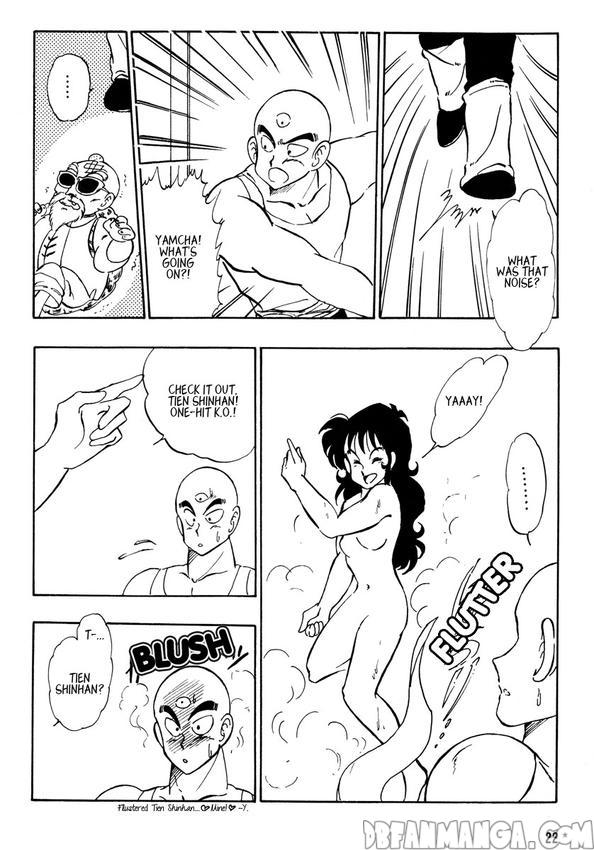 WHAT
WAS THAT
NOISE?
YAMCHA!
WHAT'S
GOING
ON?!
......
YAAAY!
......
FLUTTER
CHECK IT OUT,
TIEN SHINHAN!
ONE-HIT K.O.!
T-...
TIEN
SHINHAN?
BLUSH
Fllustered Tien Shinhan... Mine! -Y.
22
DBFANMANGA.COM